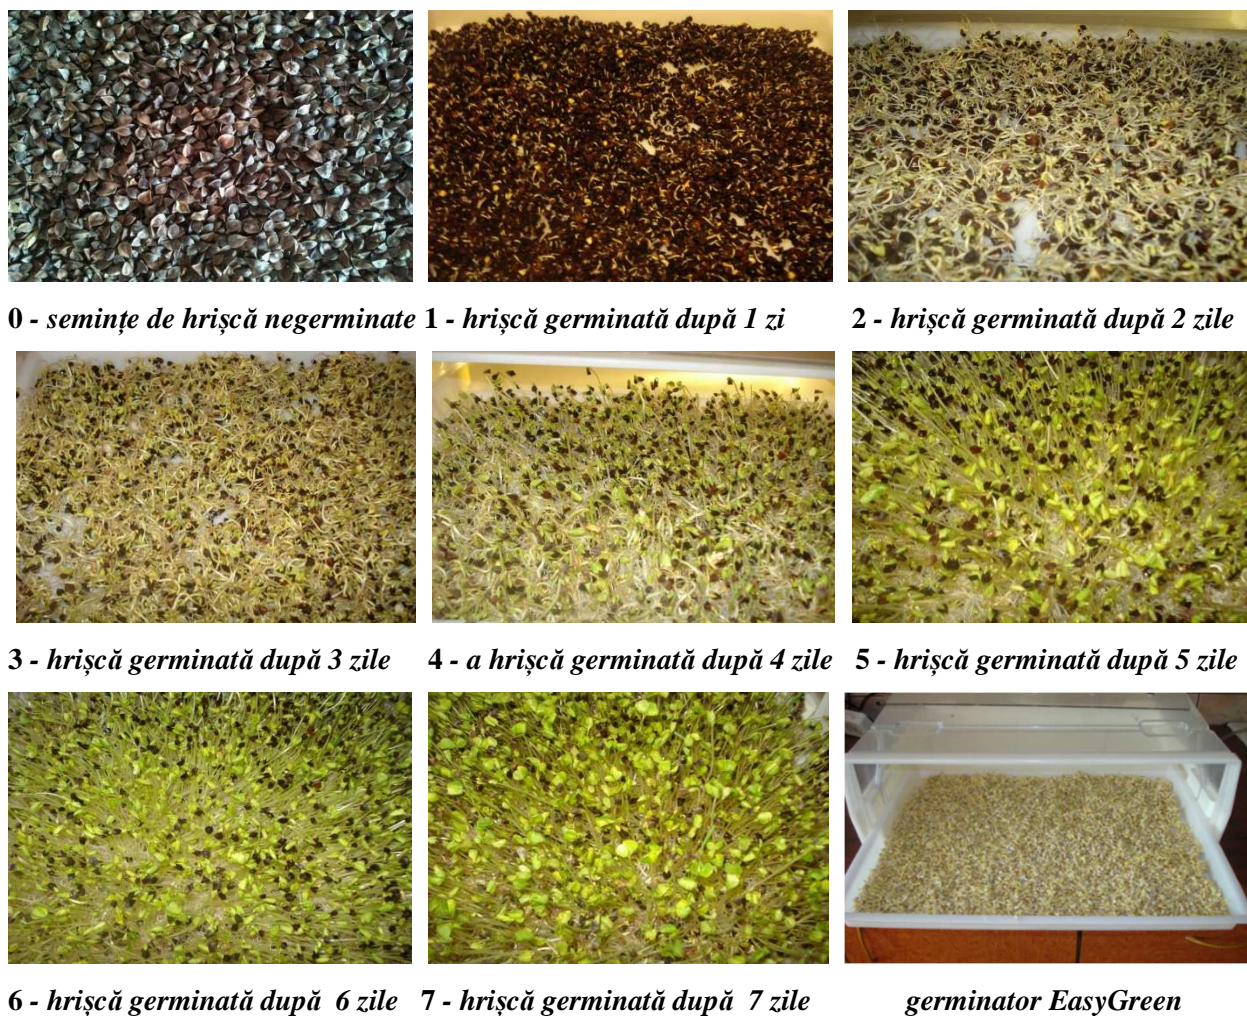 0 - semințe de hrișcă negerminate 1 - hrișcă germinată după 1 zi 2 - hrișcă germinată după 2 zile
3 - hrișcă germinată după 3 zile 4 - a hrișcă germinată după 4 zile 5 - hrișcă germinată după 5 zile
6 - hrișcă germinată după 6 zile 7 - hrișcă germinată după 7 zile germinator EasyGreen